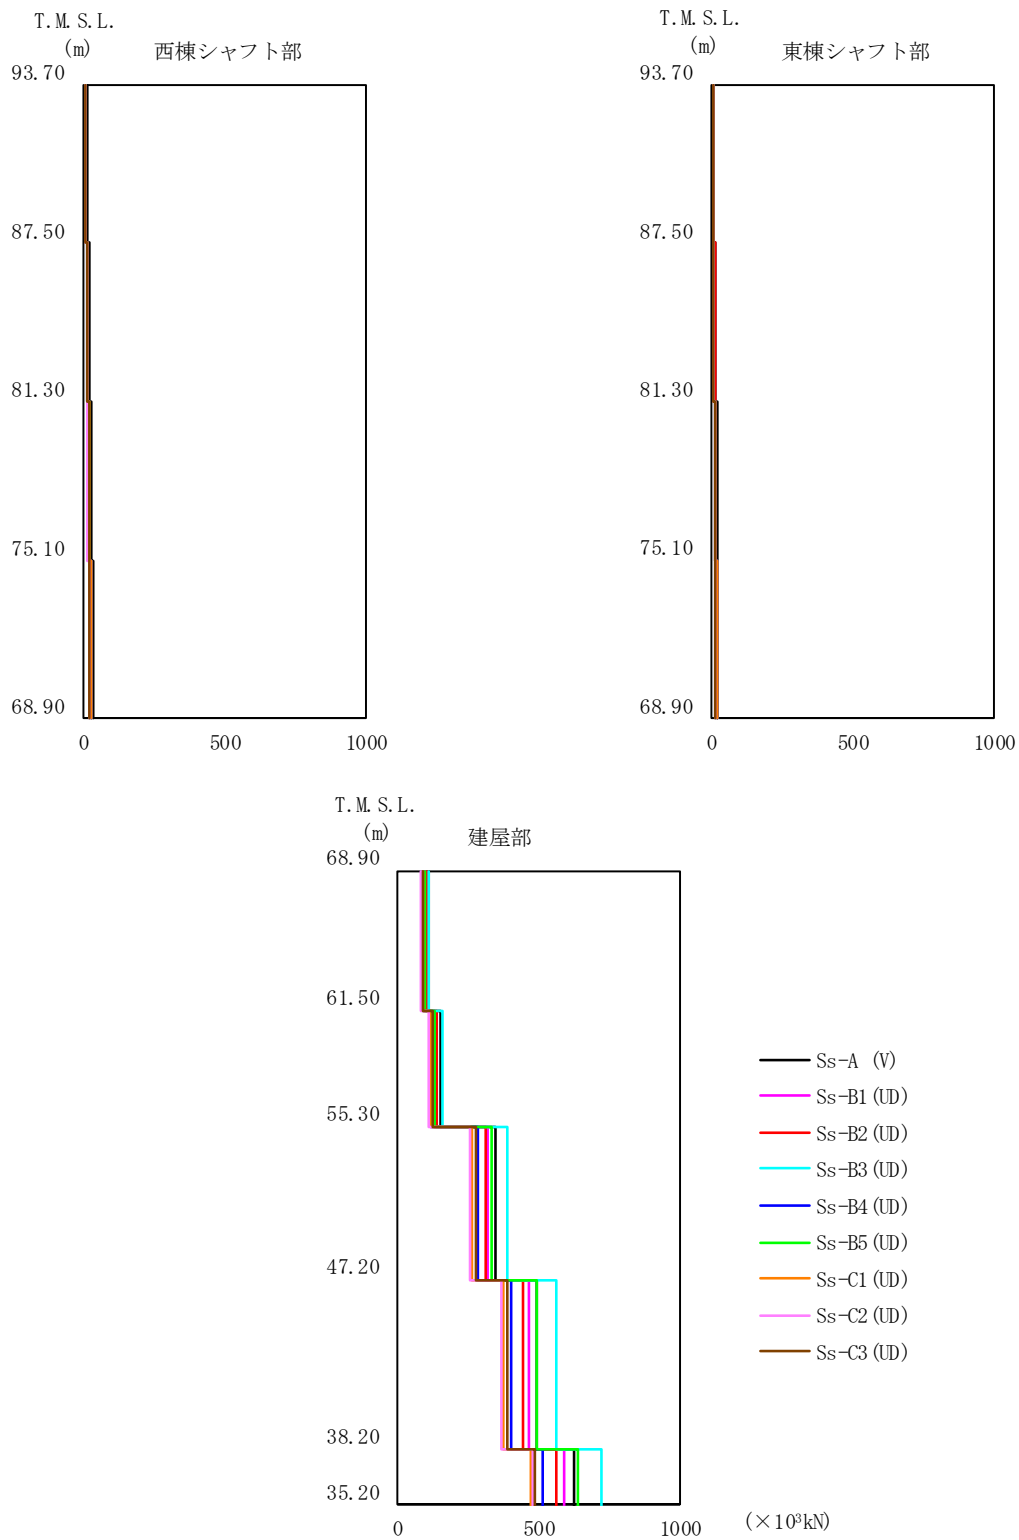 T.M.S.L.
(m)
西棟シャフト部
93.70
87.50
81.30
75.10
68.90
0 500 1000
T.M.S.L.
(m)
東棟シャフト部
93.70
87.50
81.30
75.10
68.90
0 500 1000
T.M.S.L.
(m)
建屋部
68.90
61.50
55.30
47.20
38.20
35.20
0 500 1000
(×10³kN)
Ss-A (V)
Ss-B1(UD)
Ss-B2(UD)
Ss-B3(UD)
Ss-B4(UD)
Ss-B5(UD)
Ss-C1(UD)
Ss-C2(UD)
Ss-C3(UD)